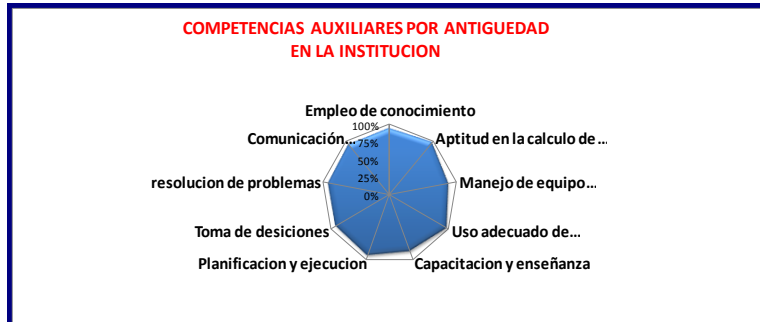 COMPETENCIAS AUXILIARES POR ANTIGUEDAD
EN LA INSTITUCION
Empleo de conocimiento
100%
75%
50%
25%
0%
Aptitud en la calculo de ...
Manejo de equipo...
Uso adecuado de...
Capacitacion y enseñanza
Planificacion y ejecucion
Toma de desiciones
resolucion de problemas
Comunicación...